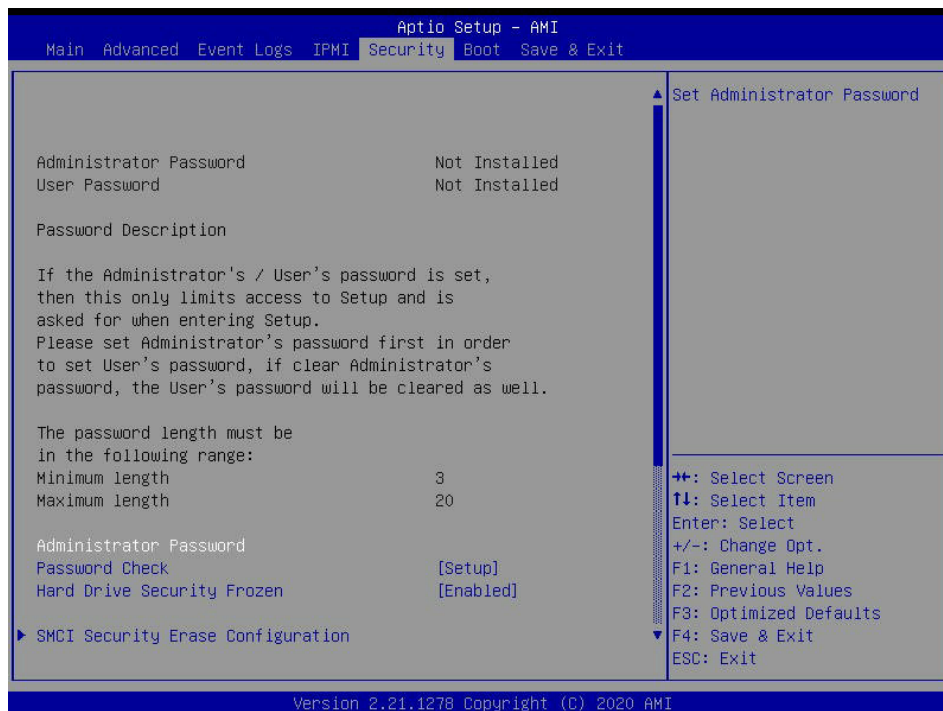 Aptio Setup – AMI
Main Advanced Event Logs IPMI Security Boot Save & Exit
Set Administrator Password
Administrator Password Not Installed
User Password Not Installed
Password Description
If the Administrator's / User's password is set,
then this only limits access to Setup and is
asked for when entering Setup.
Please set Administrator's password first in order
to set User's password, if clear Administrator's
password, the User's password will be cleared as well.
The password length must be
in the following range:
Minimum length 3
Maximum length 20
Administrator Password
Password Check [Setup]
Hard Drive Security Frozen [Enabled]
▶ SMCI Security Erase Configuration
→←: Select Screen
↑↓: Select Item
Enter: Select
+/-: Change Opt.
F1: General Help
F2: Previous Values
F3: Optimized Defaults
F4: Save & Exit
ESC: Exit
Version 2.21.1278 Copyright (C) 2020 AMI